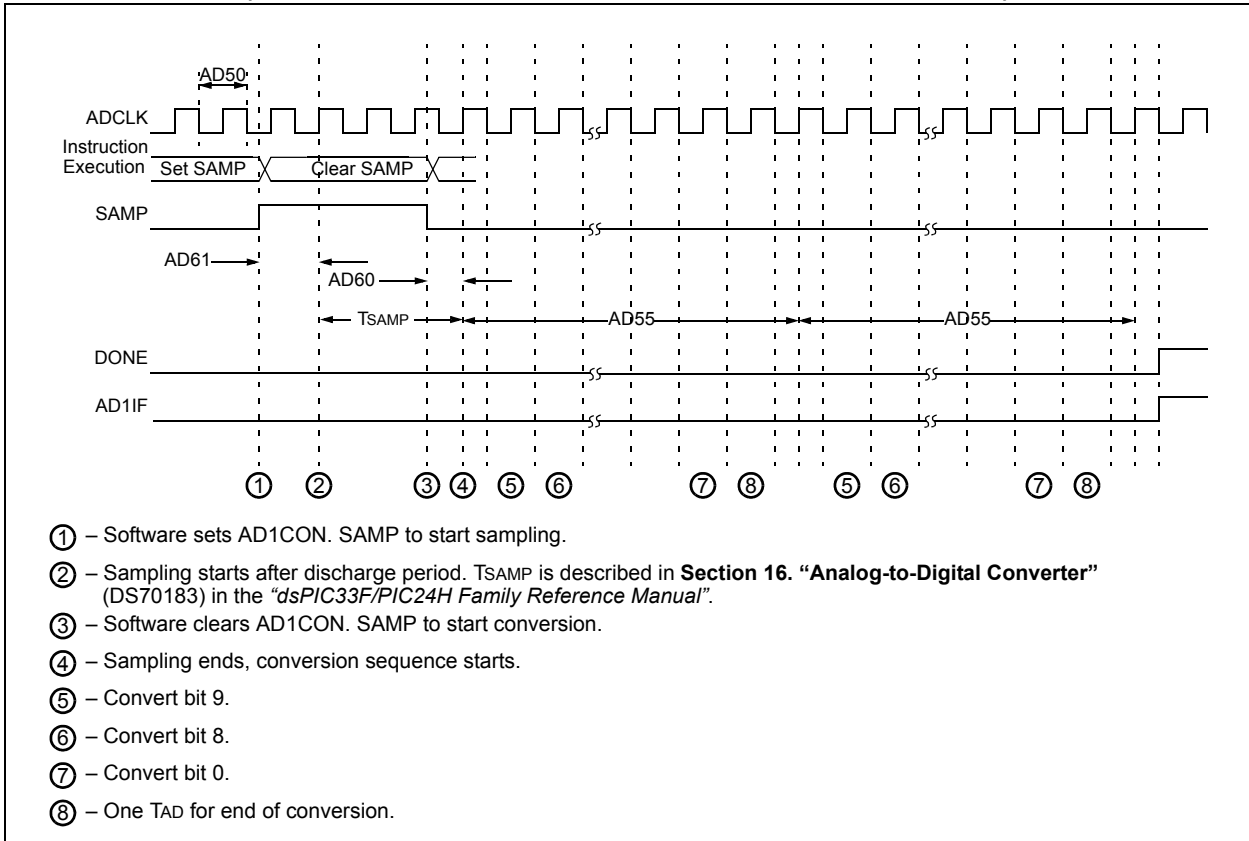 AD50
ADCLK
Instruction
Execution
Set SAMP
Clear SAMP
SAMP
AD61
AD60
TSAMP
AD55
AD55
DONE
AD1IF
1 2 3 4 5 6 7 8 5 6 7 8
1 – Software sets AD1CON. SAMP to start sampling.
2 – Sampling starts after discharge period. TSAMP is described in Section 16. “Analog-to-Digital Converter”
(DS70183) in the “dsPIC33F/PIC24H Family Reference Manual”.
3 – Software clears AD1CON. SAMP to start conversion.
4 – Sampling ends, conversion sequence starts.
5 – Convert bit 9.
6 – Convert bit 8.
7 – Convert bit 0.
8 – One TAD for end of conversion.